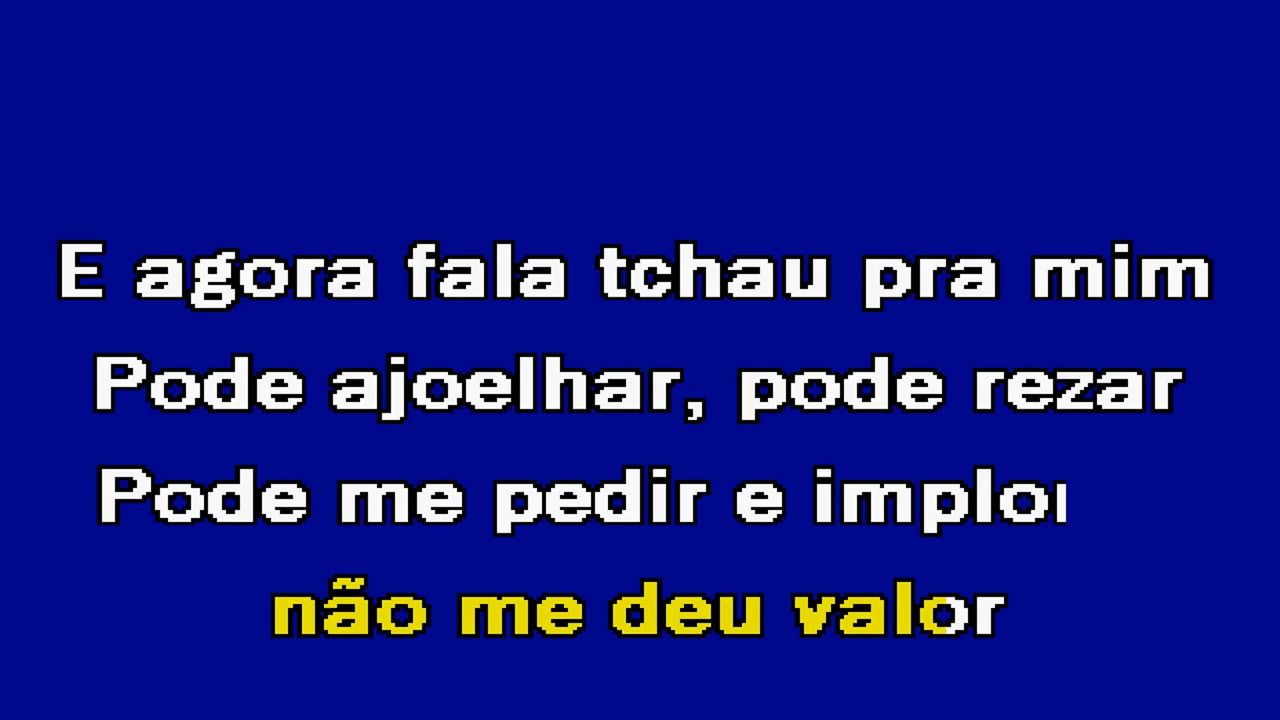 E agora fala tchau pra mim
Pode ajoelhar, pode rezar
Pode me pedir e implor
não me deu valor